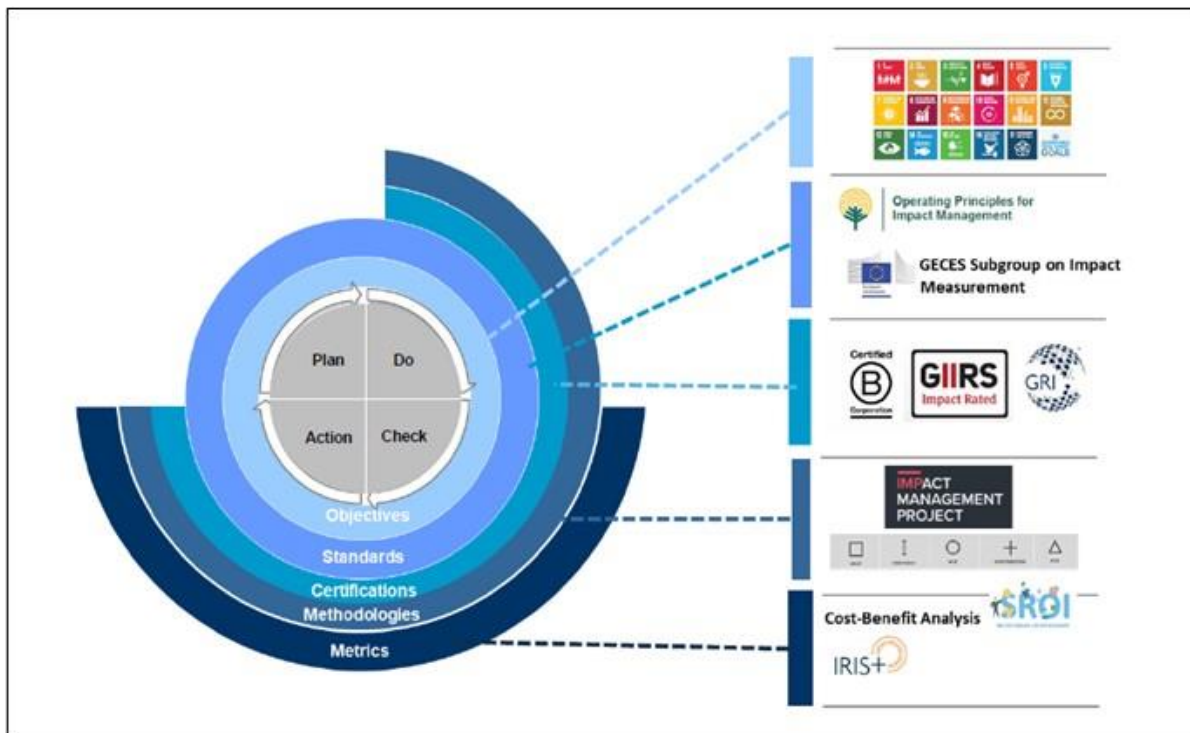 Plan
Do
Action
Check
Objectives
Standards
Certifications
Methodologies
Metrics
GOALS
Operating Principles for
Impact Management
GECES Subgroup on Impact
Measurement
Certified
B
Corporation
GIIRS
Impact Rated
GRI
IMPACT
MANAGEMENT
PROJECT
Cost-Benefit Analysis
SROI
IRIS+